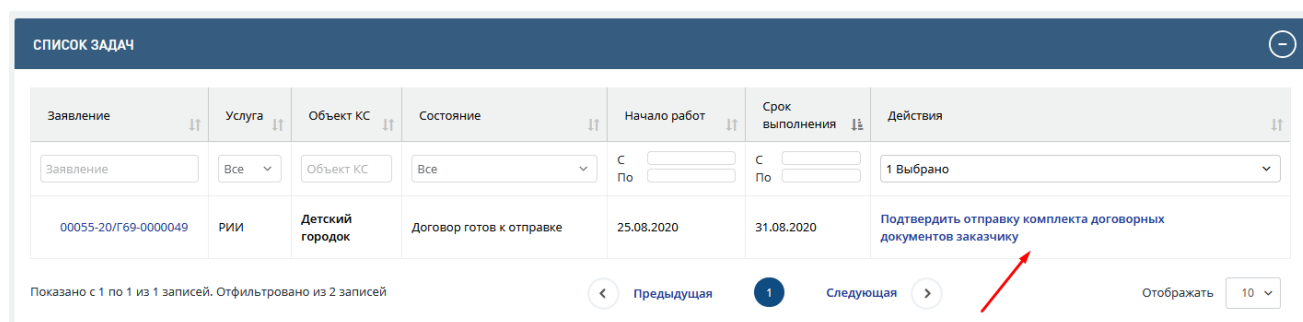 СПИСОК ЗАДАЧ
Заявление
Услуга
Объект КС
Состояние
Начало работ
Срок
выполнения
Действия
Заявление
Все
Объект КС
Все
С
По
С
По
1 Выбрано
00055-20/Г69-0000049
РИИ
Детский
городок
Договор готов к отправке
25.08.2020
31.08.2020
Подтвердить отправку комплекта договорных
документов заказчику
Показано с 1 по 1 из 1 записей. Отфильтровано из 2 записей
Предыдущая
1
Следующая
Отображать
10